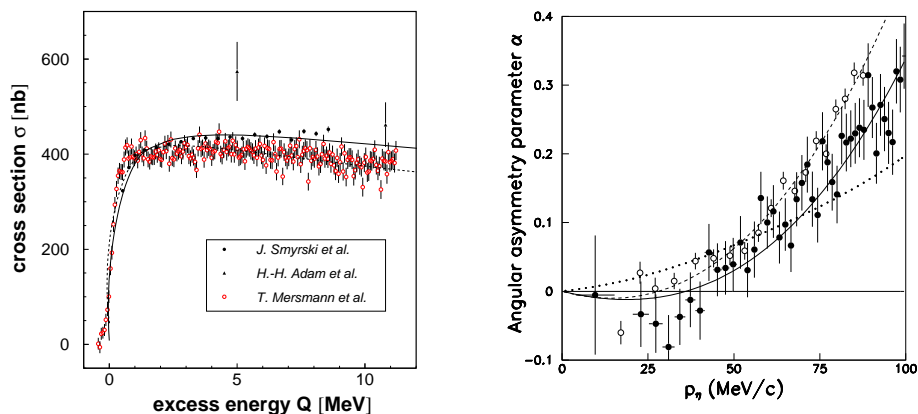 cross section σ [nb]
600
400
200
0
J. Smyrski et al.
H.-H. Adam et al.
T. Mersmann et al.
0
5
10
excess energy Q [MeV]
Angular asymmetry parameter α
0.4
0.3
0.2
0.1
0
-0.1
0
25
50
75
100
p_η (MeV/c)